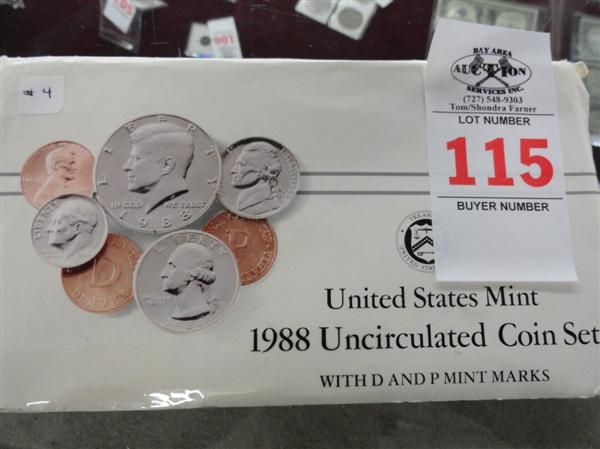 # 4
BAY AREA
AUCTION
SERVICES INC.
(727) 548-9303
Tom/Shondra Farner
LOT NUMBER
115
BUYER NUMBER
LIBERTY
IN GOD WE TRUST
1988
LIBERTY
LIBERTY
D
D
United States Mint
1988 Uncirculated Coin Set
WITH D AND P MINT MARKS